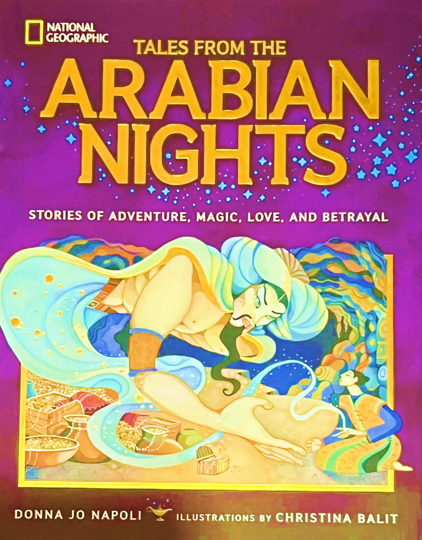 NATIONAL
GEOGRAPHIC
TALES FROM THE
ARABIAN
NIGHTS
STORIES OF ADVENTURE, MAGIC, LOVE, AND BETRAYAL
DONNA JO NAPOLI ILLUSTRATIONS BY CHRISTINA BALIT